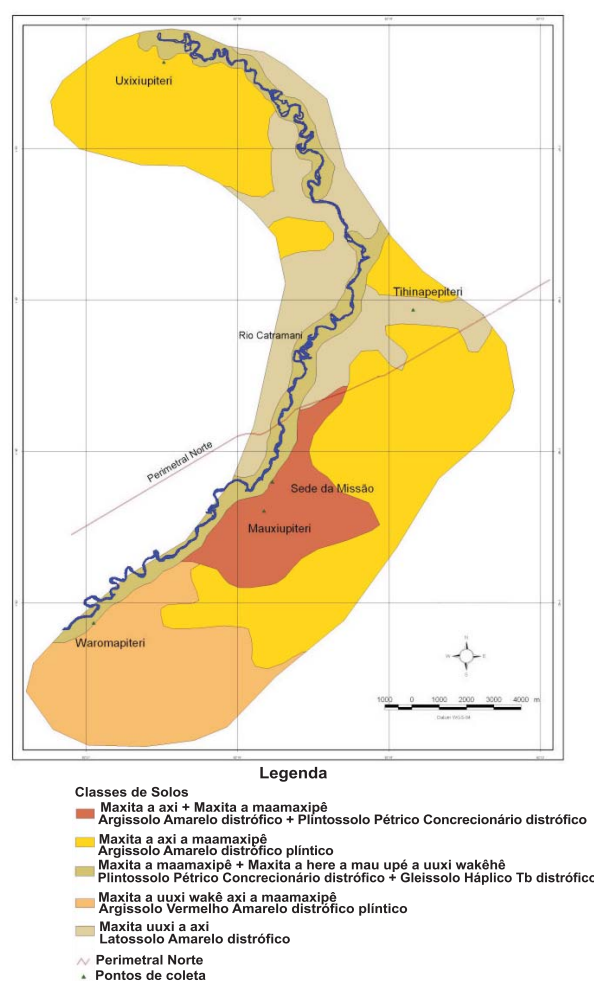 Uxixiupiteri
Tihinapepiteri
Rio Catramani
Perimetral Norte
Sede da Missão
Mauxiupiteri
Waromapiteri
N
W E
S
1000 0 1000 2000 3000 4000 m
Legenda
Classes de Solos
Maxita a axi + Maxita a maamaxipê
Argissolo Amarelo distrófico + Plintossolo Pétrico Concrecionário distrófico
Maxita a axi a maamaxipê
Argissolo Amarelo distrófico plíntico
Maxita a maamaxipê + Maxita a here a mau upé a uuxi wakêhê
Plintossolo Pétrico Concrecionário distrófico + Gleissolo Háplico Tb distrófico
Maxita a uuxi wakê axi a maamaxipê
Argissolo Vermelho Amarelo distrófico plíntico
Maxita uuxi a axi
Latossolo Amarelo distrófico
Perimetral Norte
Pontos de coleta